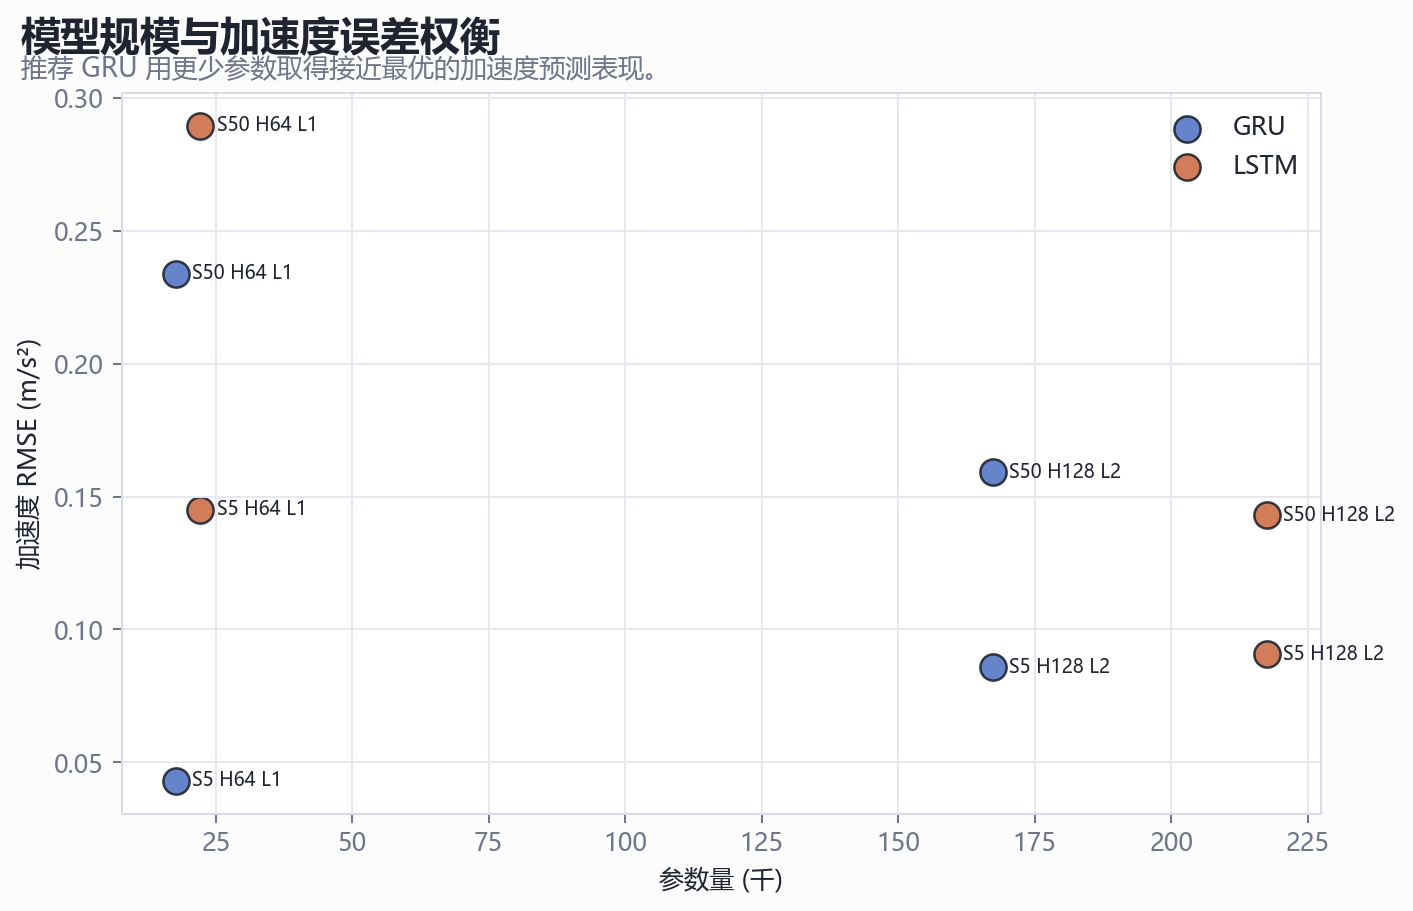 模型规模与加速度误差权衡
推荐 GRU 用更少参数取得接近最优的加速度预测表现。
0.30
0.25
0.20
0.15
0.10
0.05
加速度 RMSE (m/s²)
S50 H64 L1
S50 H64 L1
S5 H64 L1
S5 H64 L1
S50 H128 L2
S5 H128 L2
S50 H128 L2
S5 H128 L2
GRU
LSTM
25
50
75
100
125
150
175
200
225
参数量 (千)